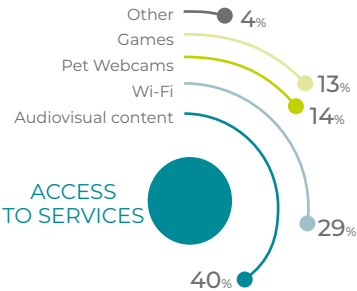 Other
4%
Games
13%
Pet Webcams
14%
Wi-Fi
29%
Audiovisual content
40%
ACCESS
TO SERVICES